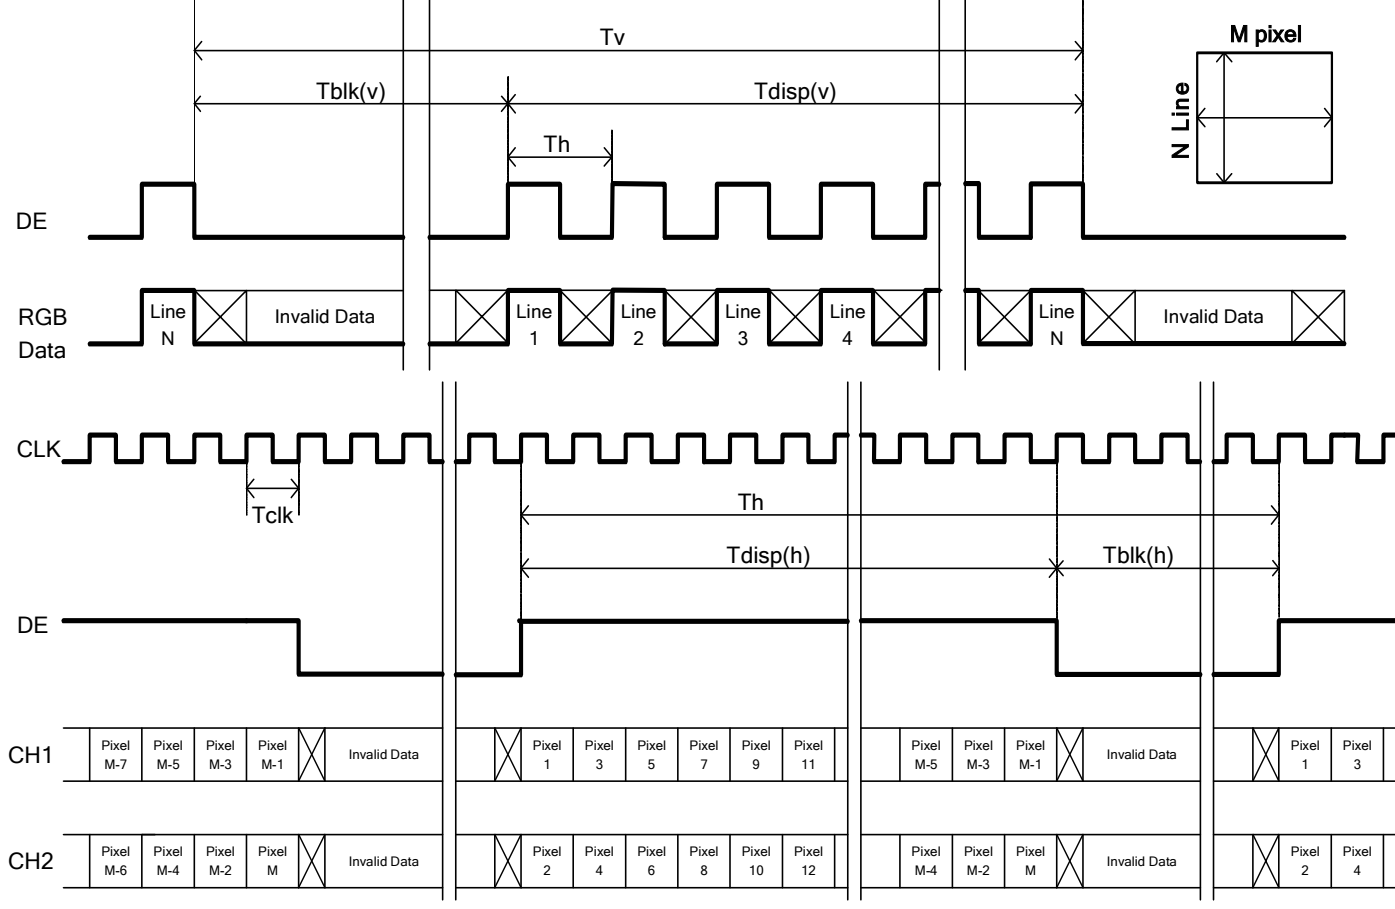 Tv
M pixel
Tblk(v)
Tdisp(v)
N Line
Th
DE
RGB
Data
Line
N
Invalid Data
Line
1
Line
2
Line
3
Line
4
Line
N
Invalid Data
CLK
Tclk
Th
Tdisp(h)
Tblk(h)
DE
CH1
Pixel
M-7
Pixel
M-5
Pixel
M-3
Pixel
M-1
Invalid Data
Pixel
1
Pixel
3
Pixel
5
Pixel
7
Pixel
9
Pixel
11
Pixel
M-5
Pixel
M-3
Pixel
M-1
Invalid Data
Pixel
1
Pixel
3
CH2
Pixel
M-6
Pixel
M-4
Pixel
M-2
Pixel
M
Invalid Data
Pixel
2
Pixel
4
Pixel
6
Pixel
8
Pixel
10
Pixel
12
Pixel
M-4
Pixel
M-2
Pixel
M
Invalid Data
Pixel
2
Pixel
4